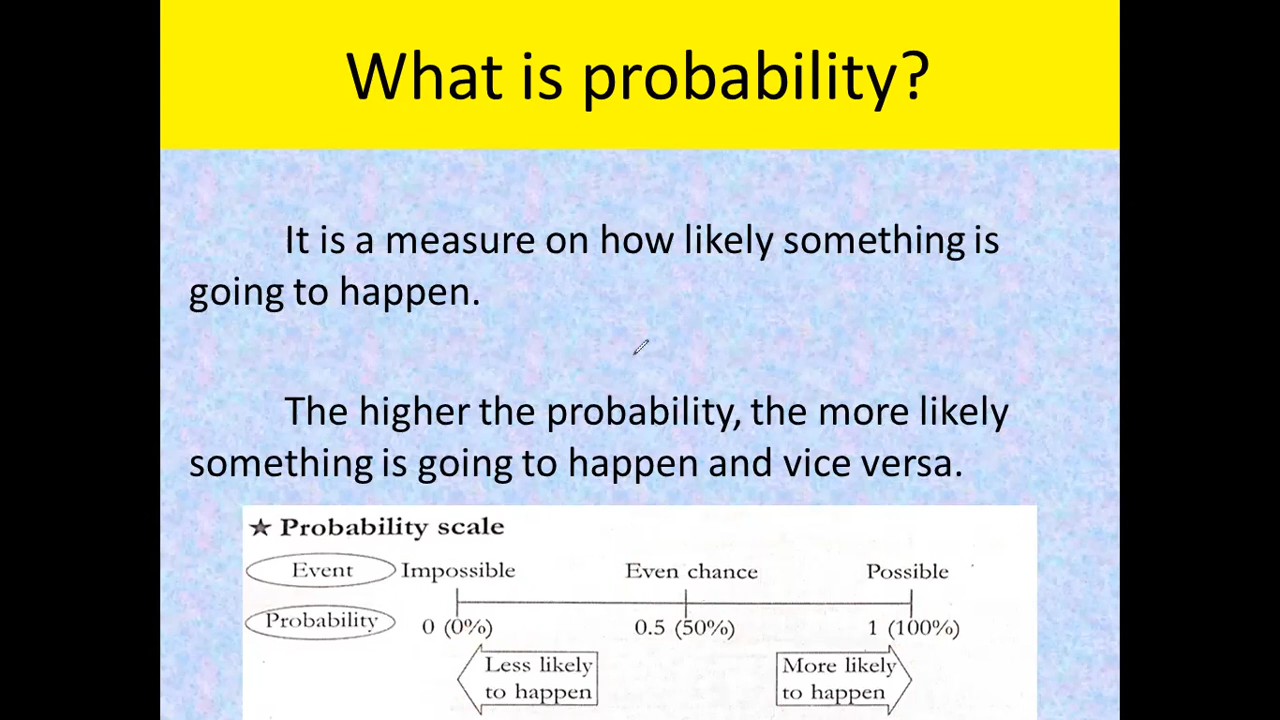 What is probability?
It is a measure on how likely something is
going to happen.
The higher the probability, the more likely
something is going to happen and vice versa.
★ Probability scale
Event Impossible Even chance Possible
Probability 0 (0%) 0.5 (50%) 1 (100%)
Less likely More likely
to happen to happen